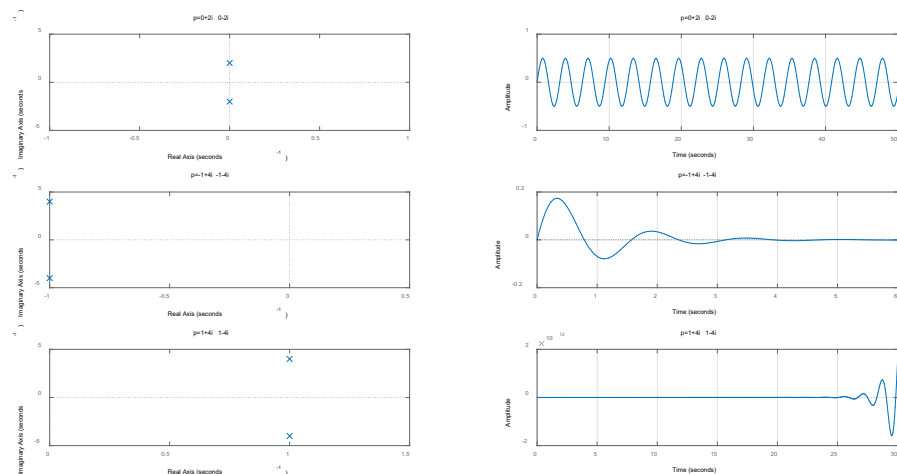 p=0+2i 0-2i
Imaginary Axis (seconds -1 )
5
0
-5
-1 -0.5 0 0.5 1
Real Axis (seconds -1 )
p=0+2i 0-2i
Amplitude
1
0
-1
0 10 20 30 40 50
Time (seconds)
p=-1+4i -1-4i
Imaginary Axis (seconds -1 )
5
0
-5
-1 -0.5 0 0.5
Real Axis (seconds -1 )
p=-1+4i -1-4i
Amplitude
0.2
0
-0.2
0 1 2 3 4 5 6
Time (seconds)
p=1+4i 1-4i
Imaginary Axis (seconds -1 )
5
0
-5
0 0.5 1 1.5
Real Axis (seconds -1 )
× 10 12
p=1+4i 1-4i
Amplitude
2
0
-2
0 5 10 15 20 25 30
Time (seconds)